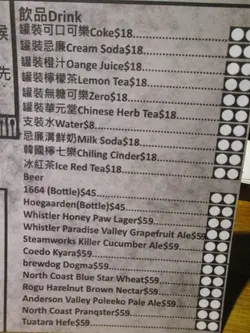 飲品Drink
罐裝可口可樂Coke$18
罐裝忌廉Cream Soda$18
罐裝橙汁Oange Juice$18
罐裝檸檬茶Lemon Tea$18
罐裝無糖可樂Zero$18
罐裝華元堂Chinese Herb Tea$18
支裝水Water$8
忌廉溝鮮奶Milk Soda$18
韓國檸七樂Chiling Cinder$18
冰紅茶Ice Red Tea$18
Beer
1664 (Bottle)$45
Hoegaarden(Bottle)$45
Whistler Honey Paw Lager$59
Whistler Paradise Valley Grapefruit Ale$59
Steamworks Killer Cucumber Ale$59
Coedo Kyara$59
brewdog Dogma$59
North Coast Blue Star Wheat$59
Rogu Hazelnut Brown Nectar$59
Anderson Valley Poleeko Pale Ale$59
North Coast Pranqster$59
Tuatara Hefe$59
先